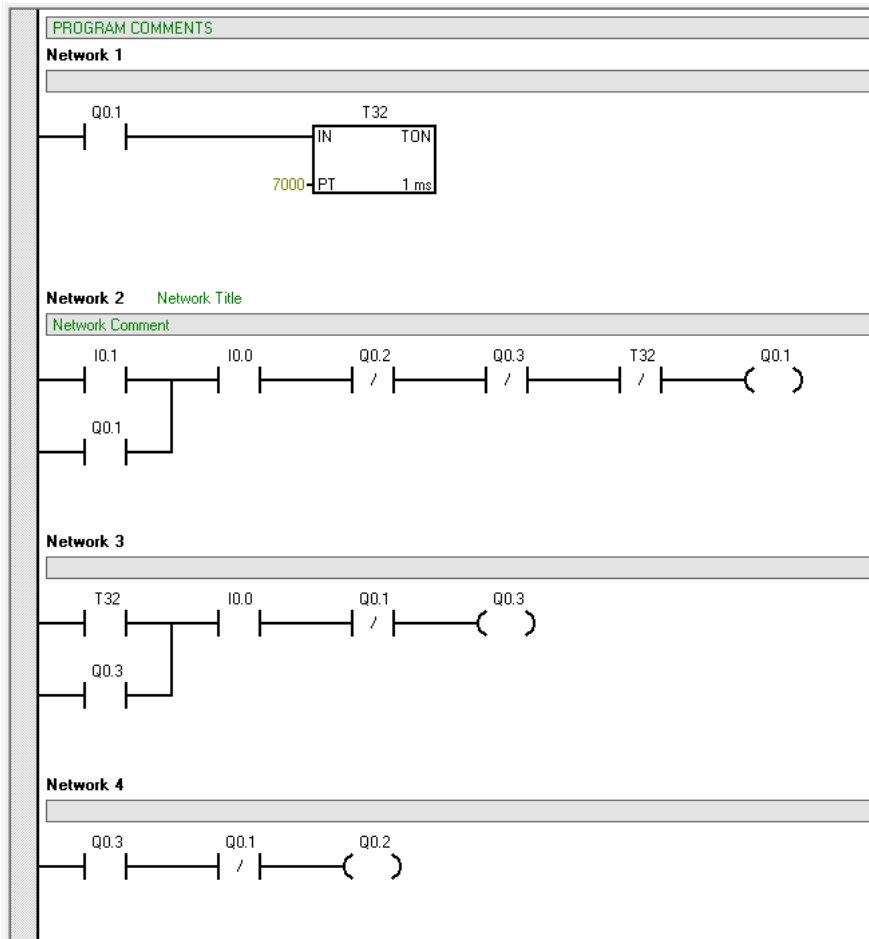 PROGRAM COMMENTS
Network 1
Q0.1 T32
IN TON
7000 PT 1 ms
Network 2 Network Title
Network Comment
I0.1 I0.0 Q0.2 Q0.3 T32 Q0.1
/ / /
Q0.1
Network 3
T32 I0.0 Q0.1 Q0.3
/
Q0.3
Network 4
Q0.3 Q0.1 Q0.2
/